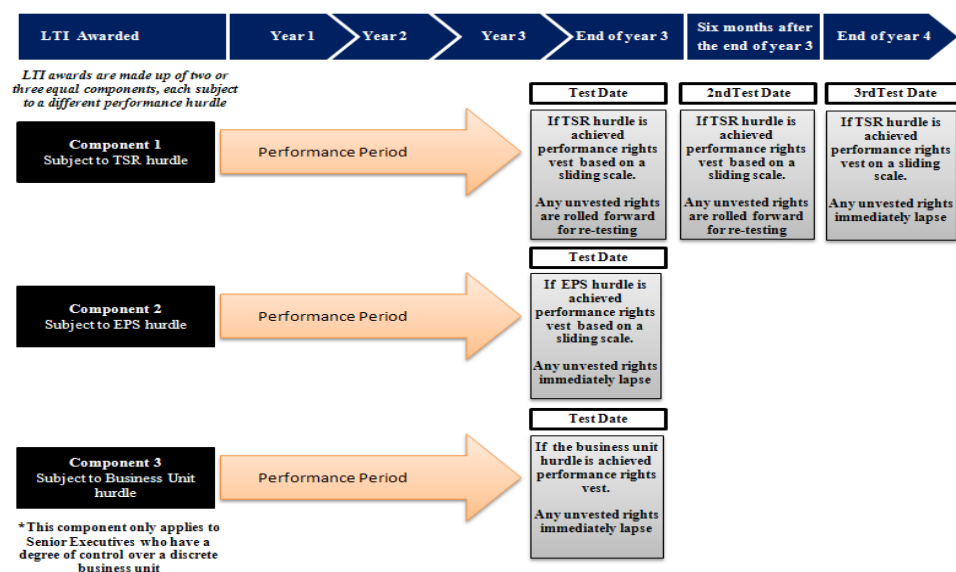 LTI Awarded
Year 1
Year 2
Year 3
End of year 3
Six months after
the end of year 3
End of year 4
LTI awards are made up of two or
three equal components, each subject
to a different performance hurdle
Component 1
Subject to TSR hurdle
Performance Period
Test Date
If TSR hurdle is
achieved
performance rights
vest based on a
sliding scale.
Any unvested rights
are rolled forward
for re-testing
2ndTest Date
If TSR hurdle is
achieved
performance rights
vest based on a
sliding scale.
Any unvested rights
are rolled forward
for re-testing
3rdTest Date
If TSR hurdle is
achieved
performance rights
vest on a sliding
scale.
Any unvested rights
immediately lapse
Component 2
Subject to EPS hurdle
Performance Period
Test Date
If EPS hurdle is
achieved
performance rights
vest based on a
sliding scale.
Any unvested rights
immediately lapse
Component 3
Subject to Business Unit
hurdle
Performance Period
Test Date
If the business unit
hurdle is achieved
performance rights
vest.
Any unvested rights
immediately lapse
*This component only applies to
Senior Executives who have a
degree of control over a discrete
business unit